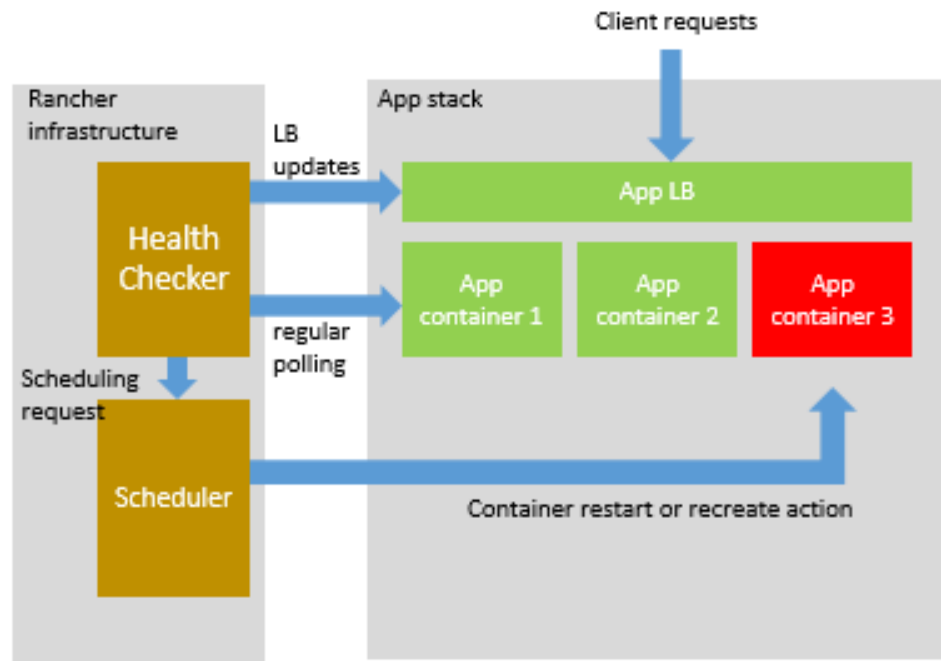 Client requests
Rancher
infrastructure
App stack
LB
updates
App LB
Health
Checker
App
container 1
App
container 2
App
container 3
regular
polling
Scheduling
request
Scheduler
Container restart or recreate action